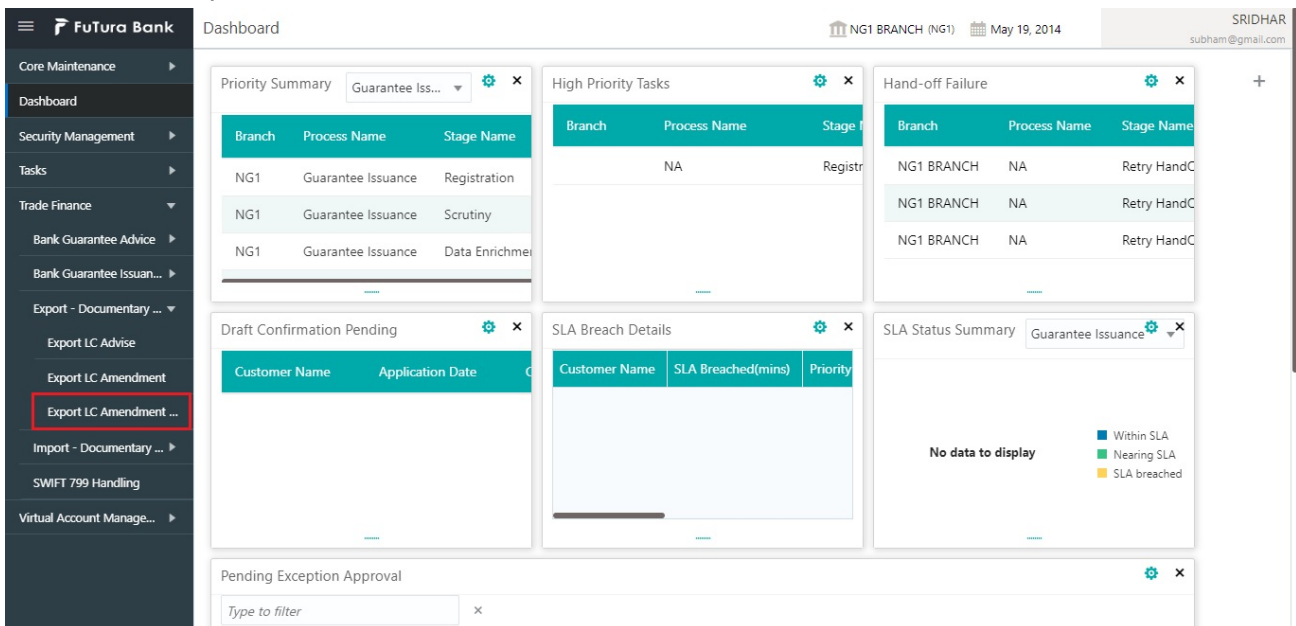 FuTura Bank
Dashboard
NG1 BRANCH (NG1)
May 19, 2014
SRIDHAR
subham@gmail.com
Core Maintenance
Dashboard
Security Management
Tasks
Trade Finance
Bank Guarantee Advice
Bank Guarantee Issuan...
Export - Documentary ...
Export LC Advise
Export LC Amendment
Export LC Amendment ...
Import - Documentary ...
SWIFT 799 Handling
Virtual Account Manage...
Priority Summary Guarantee Iss...
Branch Process Name Stage Name
NG1 Guarantee Issuance Registration
NG1 Guarantee Issuance Scrutiny
NG1 Guarantee Issuance Data Enrichme
High Priority Tasks
Branch Process Name Stage
NA Registr
Hand-off Failure
Branch Process Name Stage Name
NG1 BRANCH NA Retry Hand
NG1 BRANCH NA Retry Hand
NG1 BRANCH NA Retry Hand
Draft Confirmation Pending
Customer Name Application Date
SLA Breach Details
Customer Name SLA Breached(mins) Priority
SLA Status Summary Guarantee Issuance
No data to display
Within SLA
Nearing SLA
SLA breached
Pending Exception Approval
Type to filter